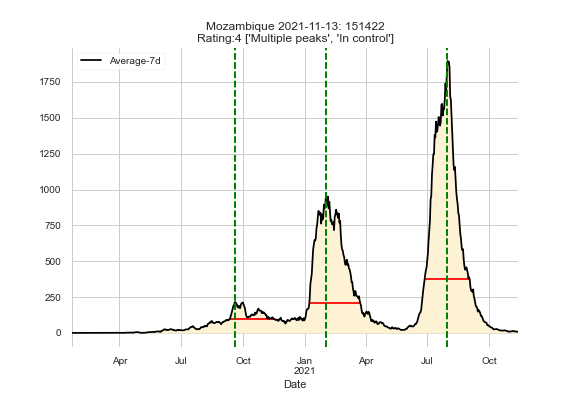 Mozambique 2021-11-13: 151422
Rating:4 ['Multiple peaks', 'In control']
Average-7d
1750
1500
1250
1000
750
500
250
0
Apr Jul Oct Jan Apr Jul Oct
2021
Date